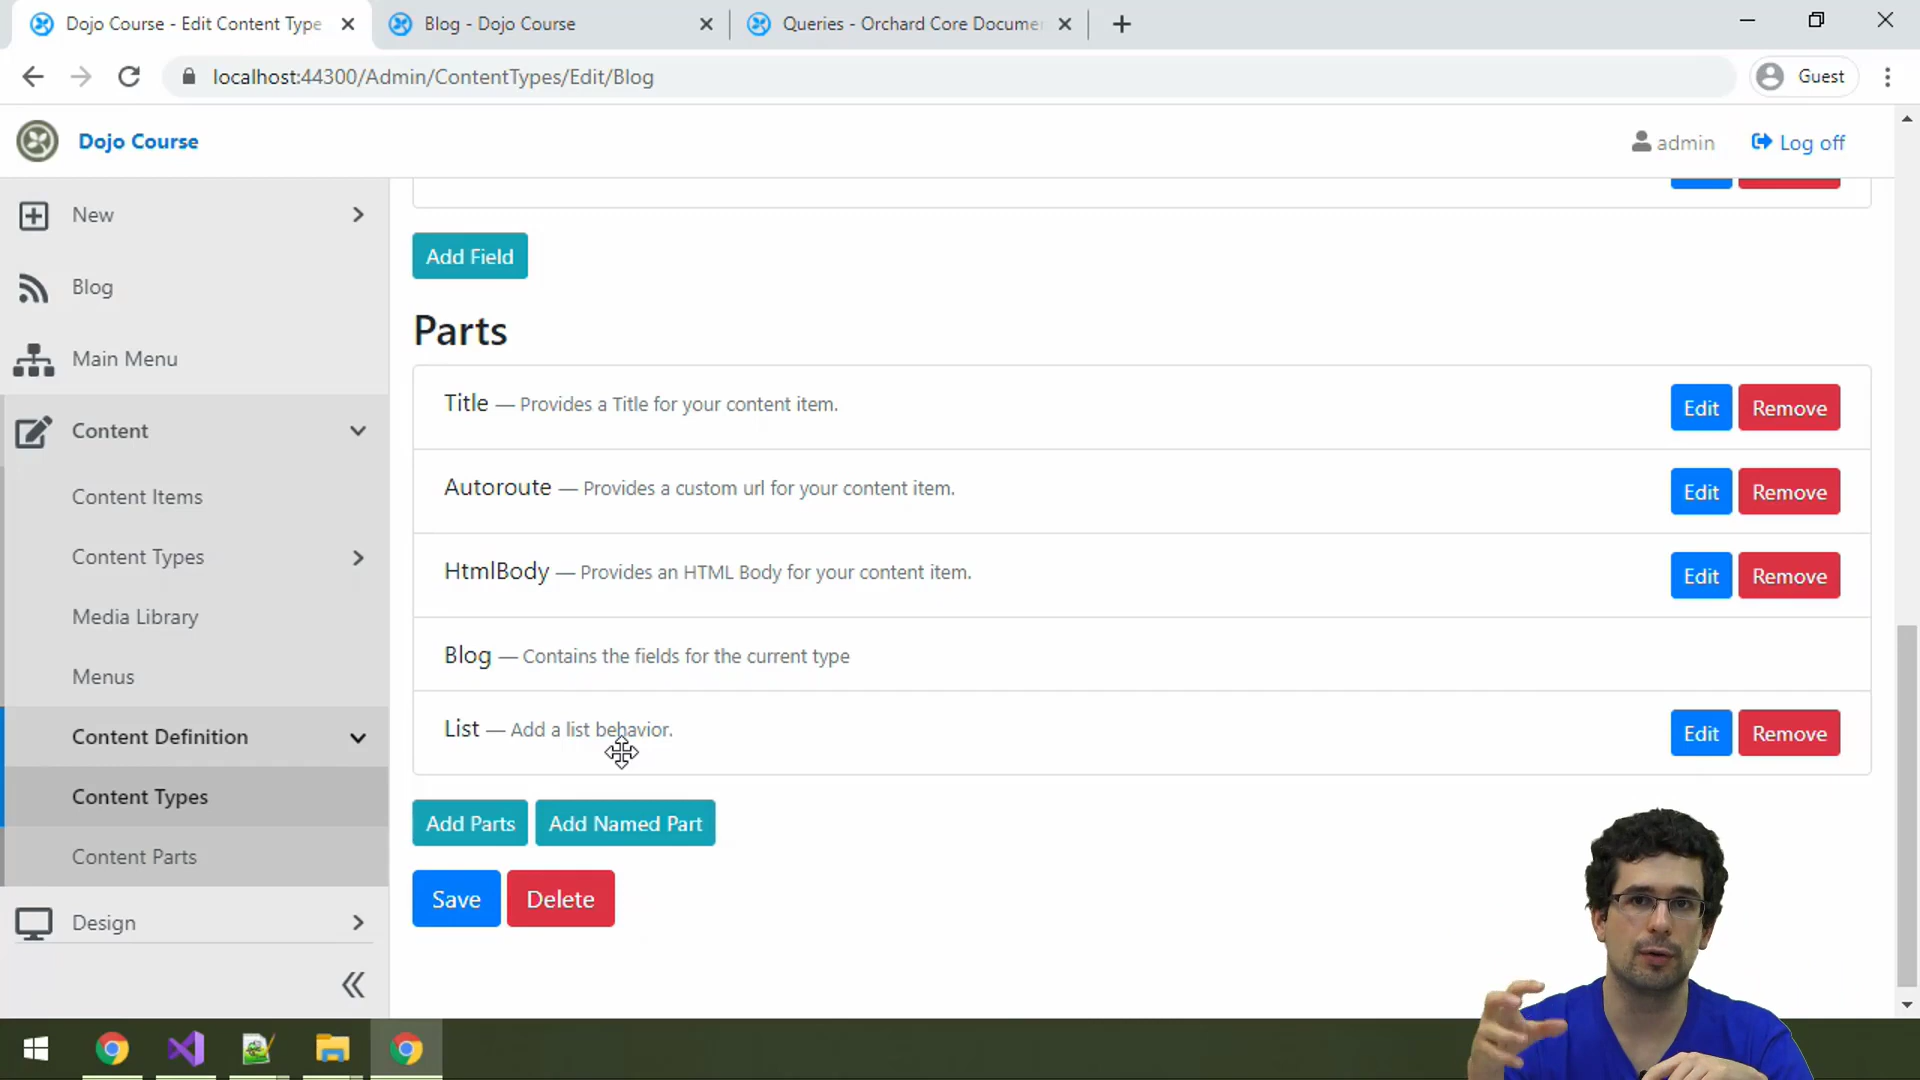 Dojo Course - Edit Content Type
Blog - Dojo Course
Queries - Orchard Core Docume
localhost:44300/Admin/ContentTypes/Edit/Blog
Guest
Dojo Course
admin
Log off
New
Blog
Main Menu
Content
Content Items
Content Types
Media Library
Menus
Content Definition
Content Types
Content Parts
Design
Add Field
Parts
Title — Provides a Title for your content item.
Edit
Remove
Autoroute — Provides a custom url for your content item.
Edit
Remove
HtmlBody — Provides an HTML Body for your content item.
Edit
Remove
Blog — Contains the fields for the current type
List — Add a list behavior.
Edit
Remove
Add Parts
Add Named Part
Save
Delete